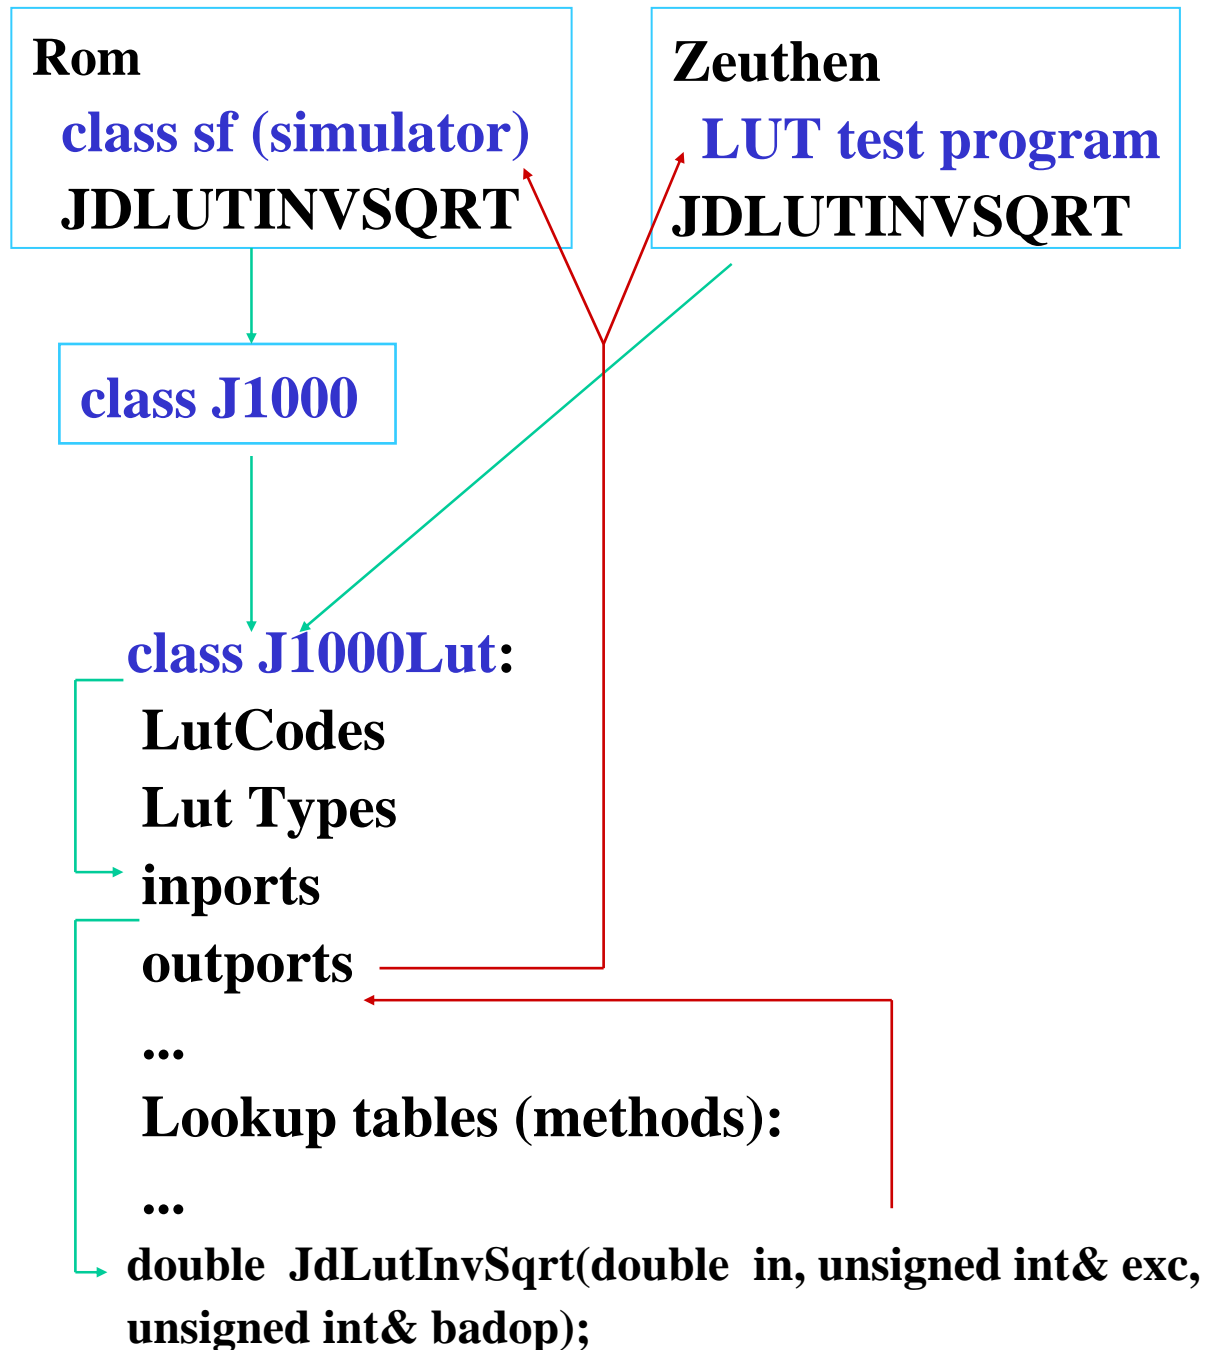 Rom
class sf (simulator)
JDLUTINVSQRT
Zeuthen
LUT test program
JDLUTINVSQRT
class J1000
class J1000Lut:
LutCodes
Lut Types
inports
outports
...
Lookup tables (methods):
...
double JdLutInvSqrt(double in, unsigned int& exc,
unsigned int& badop);